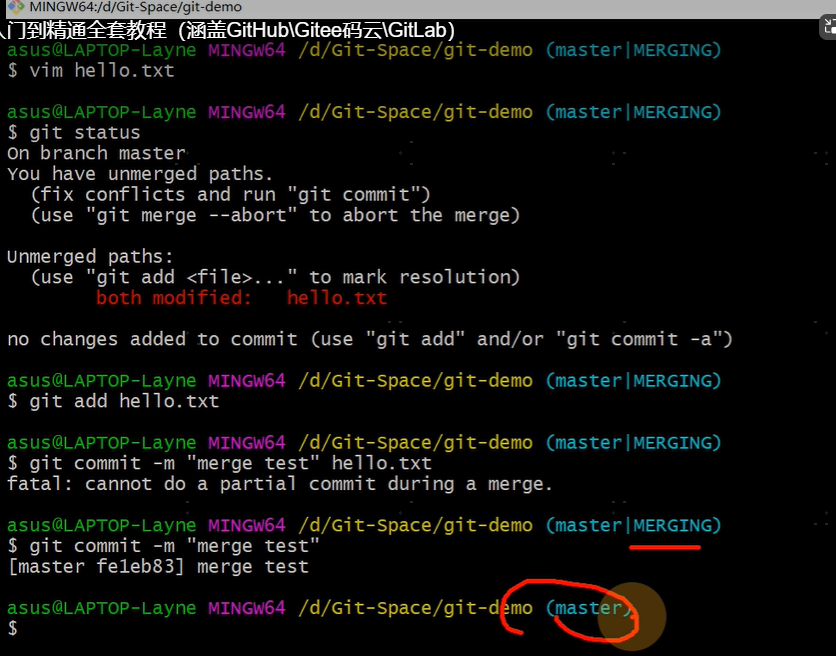 MINGW64:/d/Git-Space/git-demo
入门到精通全套教程（涵盖GitHub\Gitee码云\GitLab）
asus@LAPTOP-Layne MINGW64 /d/Git-Space/git-demo (master|MERGING)
$ vim hello.txt
asus@LAPTOP-Layne MINGW64 /d/Git-Space/git-demo (master|MERGING)
$ git status
On branch master
You have unmerged paths.
  (fix conflicts and run "git commit")
  (use "git merge --abort" to abort the merge)
Unmerged paths:
  (use "git add <file>..." to mark resolution)
        both modified:   hello.txt
no changes added to commit (use "git add" and/or "git commit -a")
asus@LAPTOP-Layne MINGW64 /d/Git-Space/git-demo (master|MERGING)
$ git add hello.txt
asus@LAPTOP-Layne MINGW64 /d/Git-Space/git-demo (master|MERGING)
$ git commit -m "merge test" hello.txt
fatal: cannot do a partial commit during a merge.
asus@LAPTOP-Layne MINGW64 /d/Git-Space/git-demo (master|MERGING)
$ git commit -m "merge test"
[master fe1eb83] merge test
asus@LAPTOP-Layne MINGW64 /d/Git-Space/git-demo (master)
$